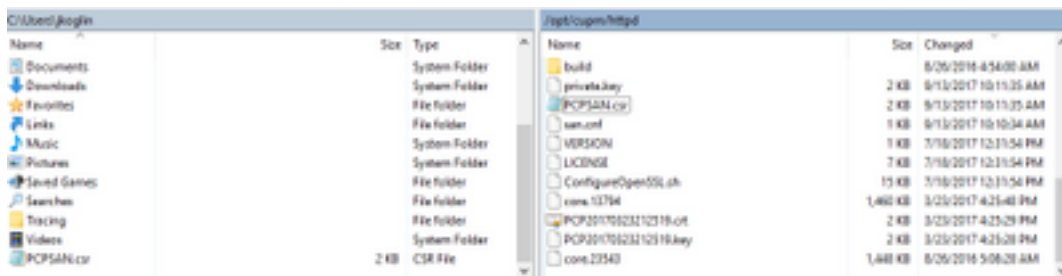 C:\Users\jkoglin
Name Size Type
Documents System Folder
Downloads System Folder
Favorites File folder
Links File folder
Music System Folder
Pictures System Folder
Saved Games File folder
Searches File folder
Tracing File folder
Videos System Folder
PCPSAN.csr 2 KB CSR File
/opt/cupm/httpd
Name Size Changed
build 8/26/2016 4:54:00 AM
private.key 2 KB 9/13/2017 10:11:35 AM
PCPSAN.csr 2 KB 9/13/2017 10:11:35 AM
san.cnf 1 KB 9/13/2017 10:10:34 AM
VERSION 1 KB 7/18/2017 12:31:54 PM
LICENSE 7 KB 7/18/2017 12:31:54 PM
ConfigureOpenSSL.sh 15 KB 7/18/2017 12:31:54 PM
core.13794 1,460 KB 3/23/2017 4:25:40 PM
PCP20170323212519.crt 2 KB 3/23/2017 4:25:29 PM
PCP20170323212519.key 2 KB 3/23/2017 4:25:28 PM
core.23543 1,440 KB 8/26/2016 5:08:28 AM